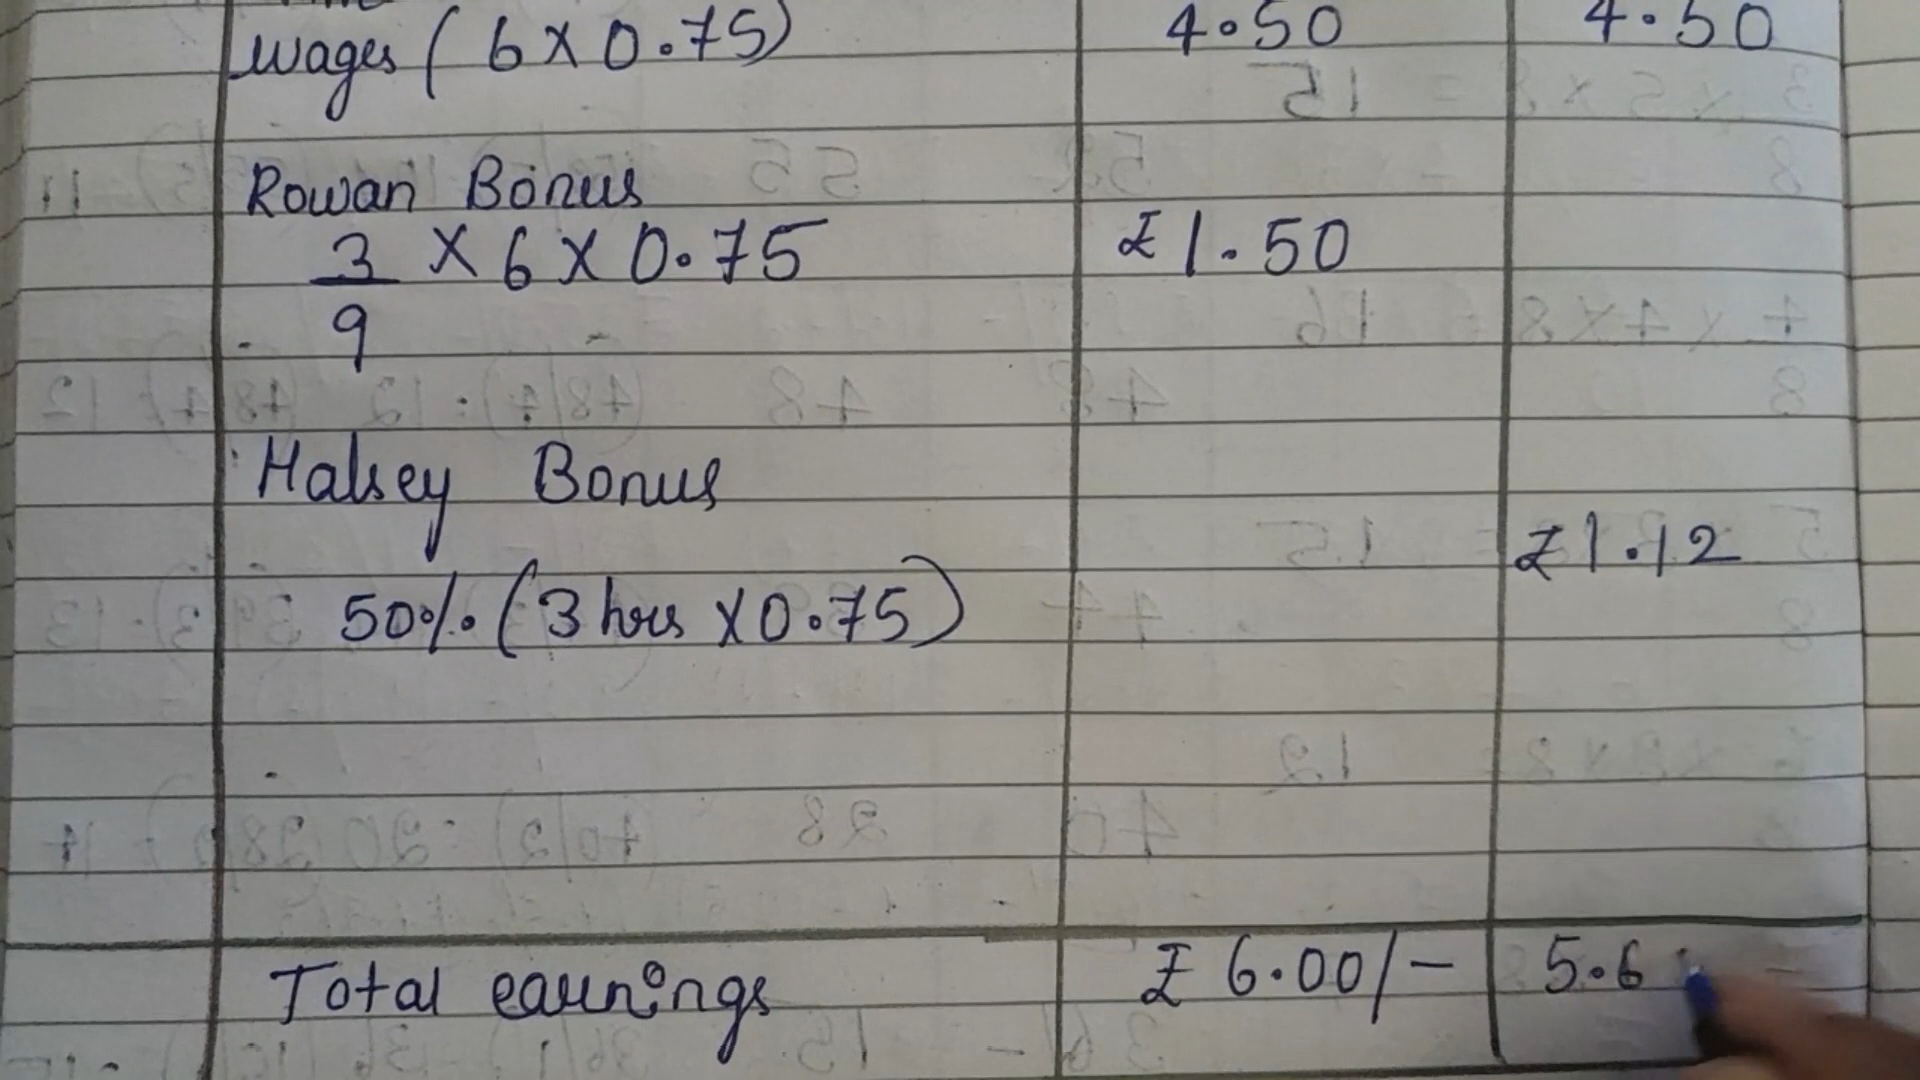 wages ( 6 X 0.75) 4.50 4.50
Rowan Bonus
3/9 X 6 X 0.75 £1.50
Halsey Bonus
£1.12
50% (3 hrs X 0.75)
Total earnings £ 6.00/- 5.6